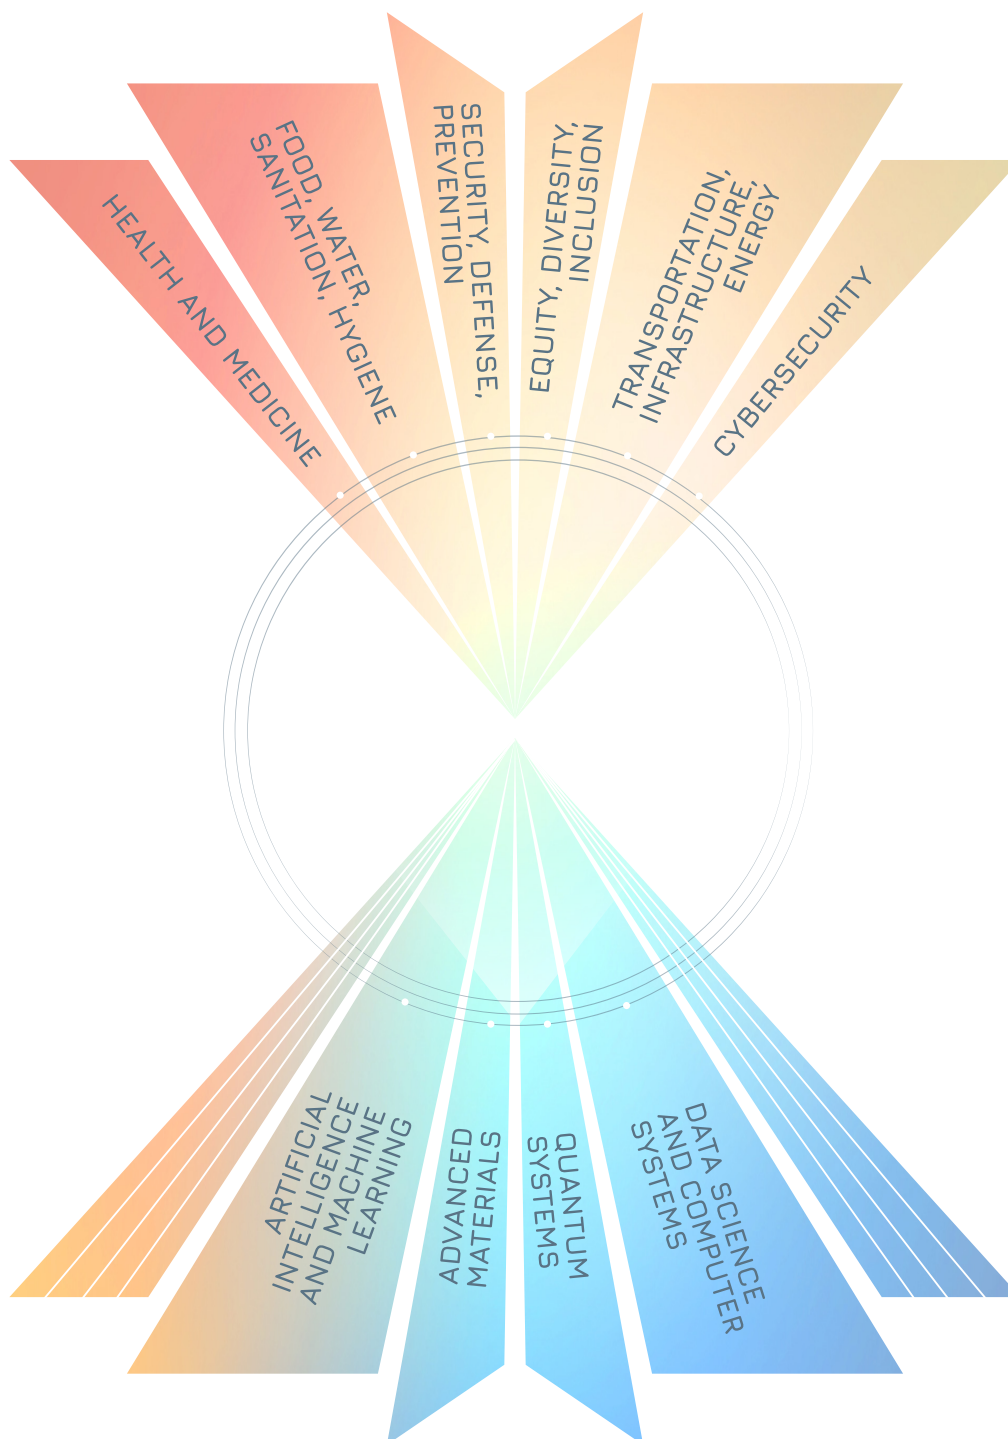 HEALTH AND MEDICINE
FOOD, WATER,
SANITATION, HYGIENE
SECURITY, DEFENSE,
PREVENTION
EQUITY, DIVERSITY,
INCLUSION
TRANSPORTATION,
INFRASTRUCTURE,
ENERGY
CYBERSECURITY
ARTIFICIAL
INTELLIGENCE
AND MACHINE
LEARNING
ADVANCED
MATERIALS
QUANTUM
SYSTEMS
DATA SCIENCE
AND COMPUTER
SYSTEMS